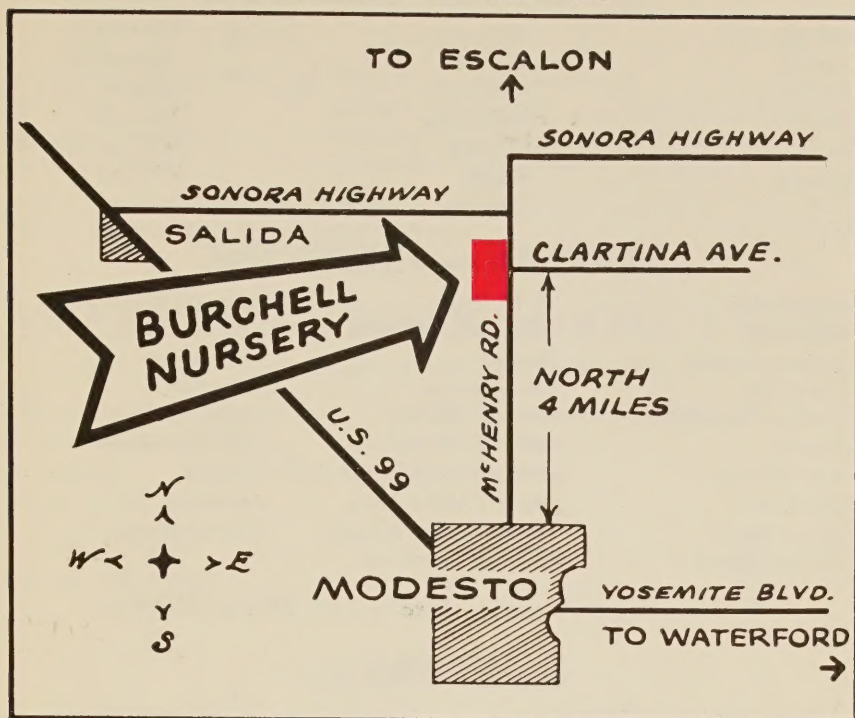 TO ESCALON
SONORA HIGHWAY
SONORA HIGHWAY
SALIDA
CLARTINA AVE.
BURCHELL
NURSERY
McHENRY RD.
NORTH
4 MILES
U.S. 99
N
W E
S
MODESTO
YOSEMITE BLVD.
TO WATERFORD